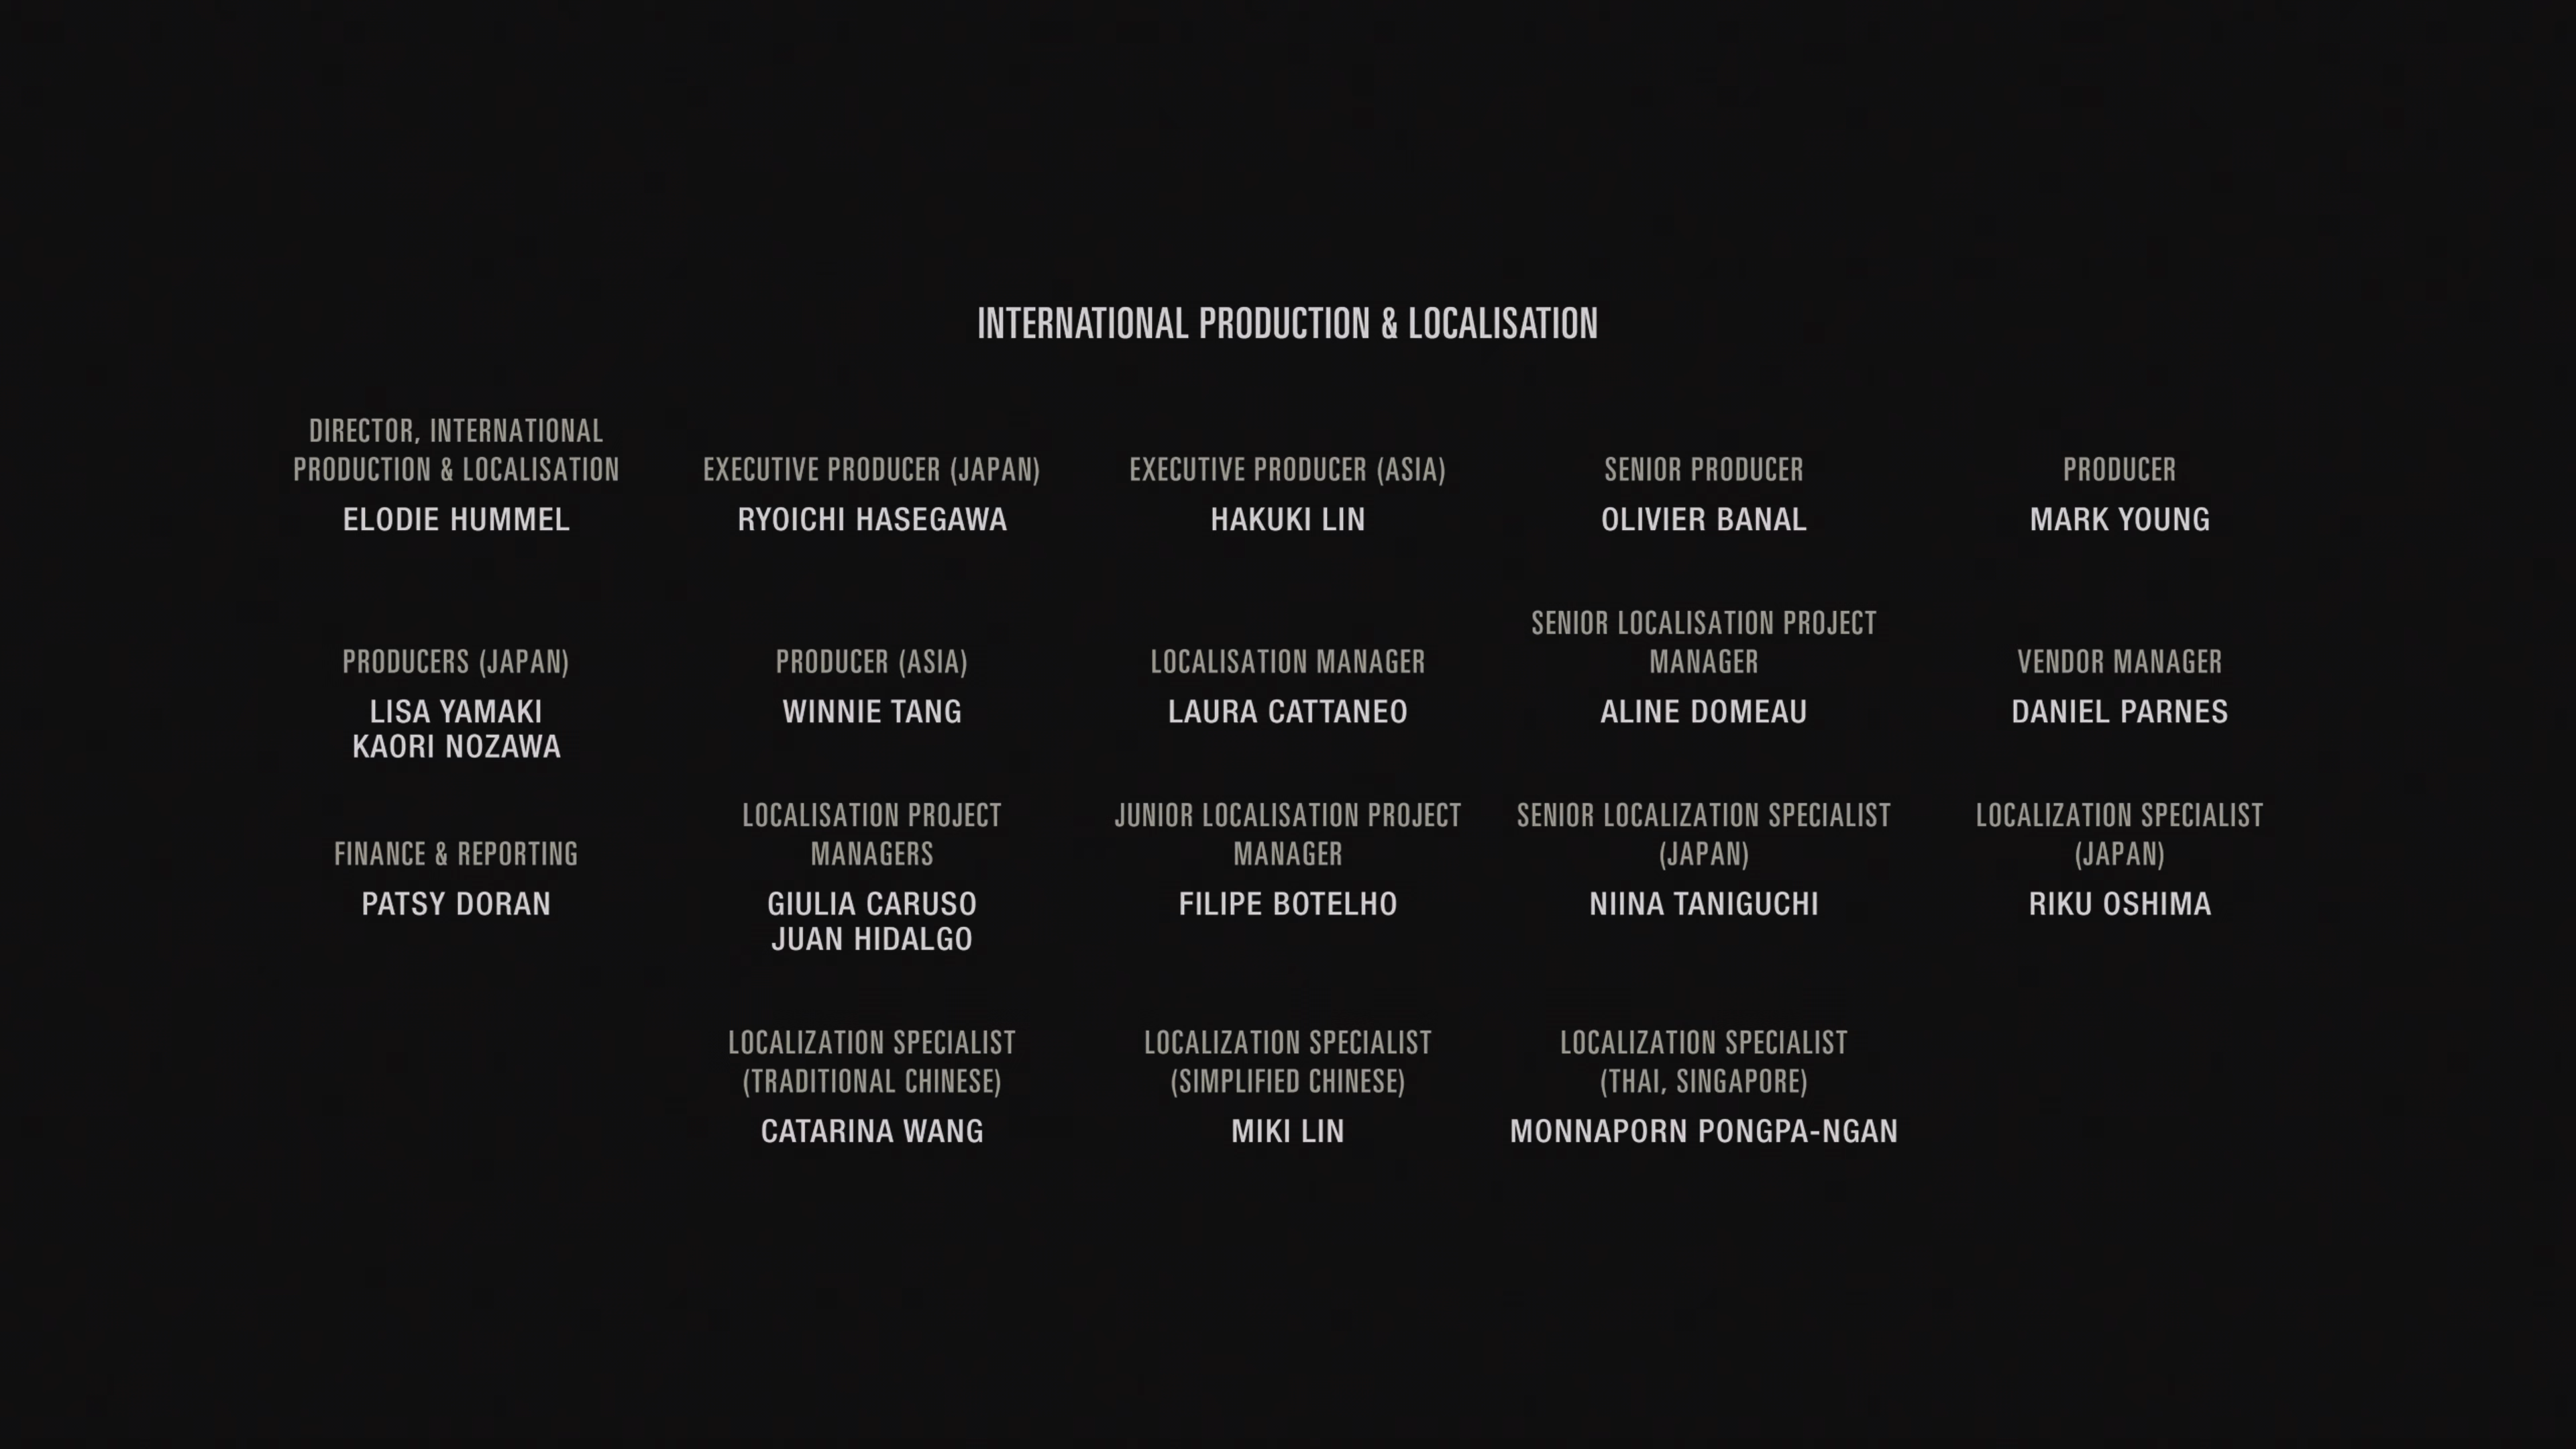 INTERNATIONAL PRODUCTION & LOCALISATION
DIRECTOR, INTERNATIONAL
PRODUCTION & LOCALISATION
ELODIE HUMMEL
EXECUTIVE PRODUCER (JAPAN)
RYOICHI HASEGAWA
EXECUTIVE PRODUCER (ASIA)
HAKUKI LIN
SENIOR PRODUCER
OLIVIER BANAL
PRODUCER
MARK YOUNG
PRODUCERS (JAPAN)
LISA YAMAKI
KAORI NOZAWA
PRODUCER (ASIA)
WINNIE TANG
LOCALISATION MANAGER
LAURA CATTANEO
SENIOR LOCALISATION PROJECT
MANAGER
ALINE DOMEAU
VENDOR MANAGER
DANIEL PARNES
FINANCE & REPORTING
PATSY DORAN
LOCALISATION PROJECT
MANAGERS
GIULIA CARUSO
JUAN HIDALGO
JUNIOR LOCALISATION PROJECT
MANAGER
FILIPE BOTELHO
SENIOR LOCALIZATION SPECIALIST
(JAPAN)
NIINA TANIGUCHI
LOCALIZATION SPECIALIST
(JAPAN)
RIKU OSHIMA
LOCALIZATION SPECIALIST
(TRADITIONAL CHINESE)
CATARINA WANG
LOCALIZATION SPECIALIST
(SIMPLIFIED CHINESE)
MIKI LIN
LOCALIZATION SPECIALIST
(THAI, SINGAPORE)
MONNAPORN PONGPA-NGAN